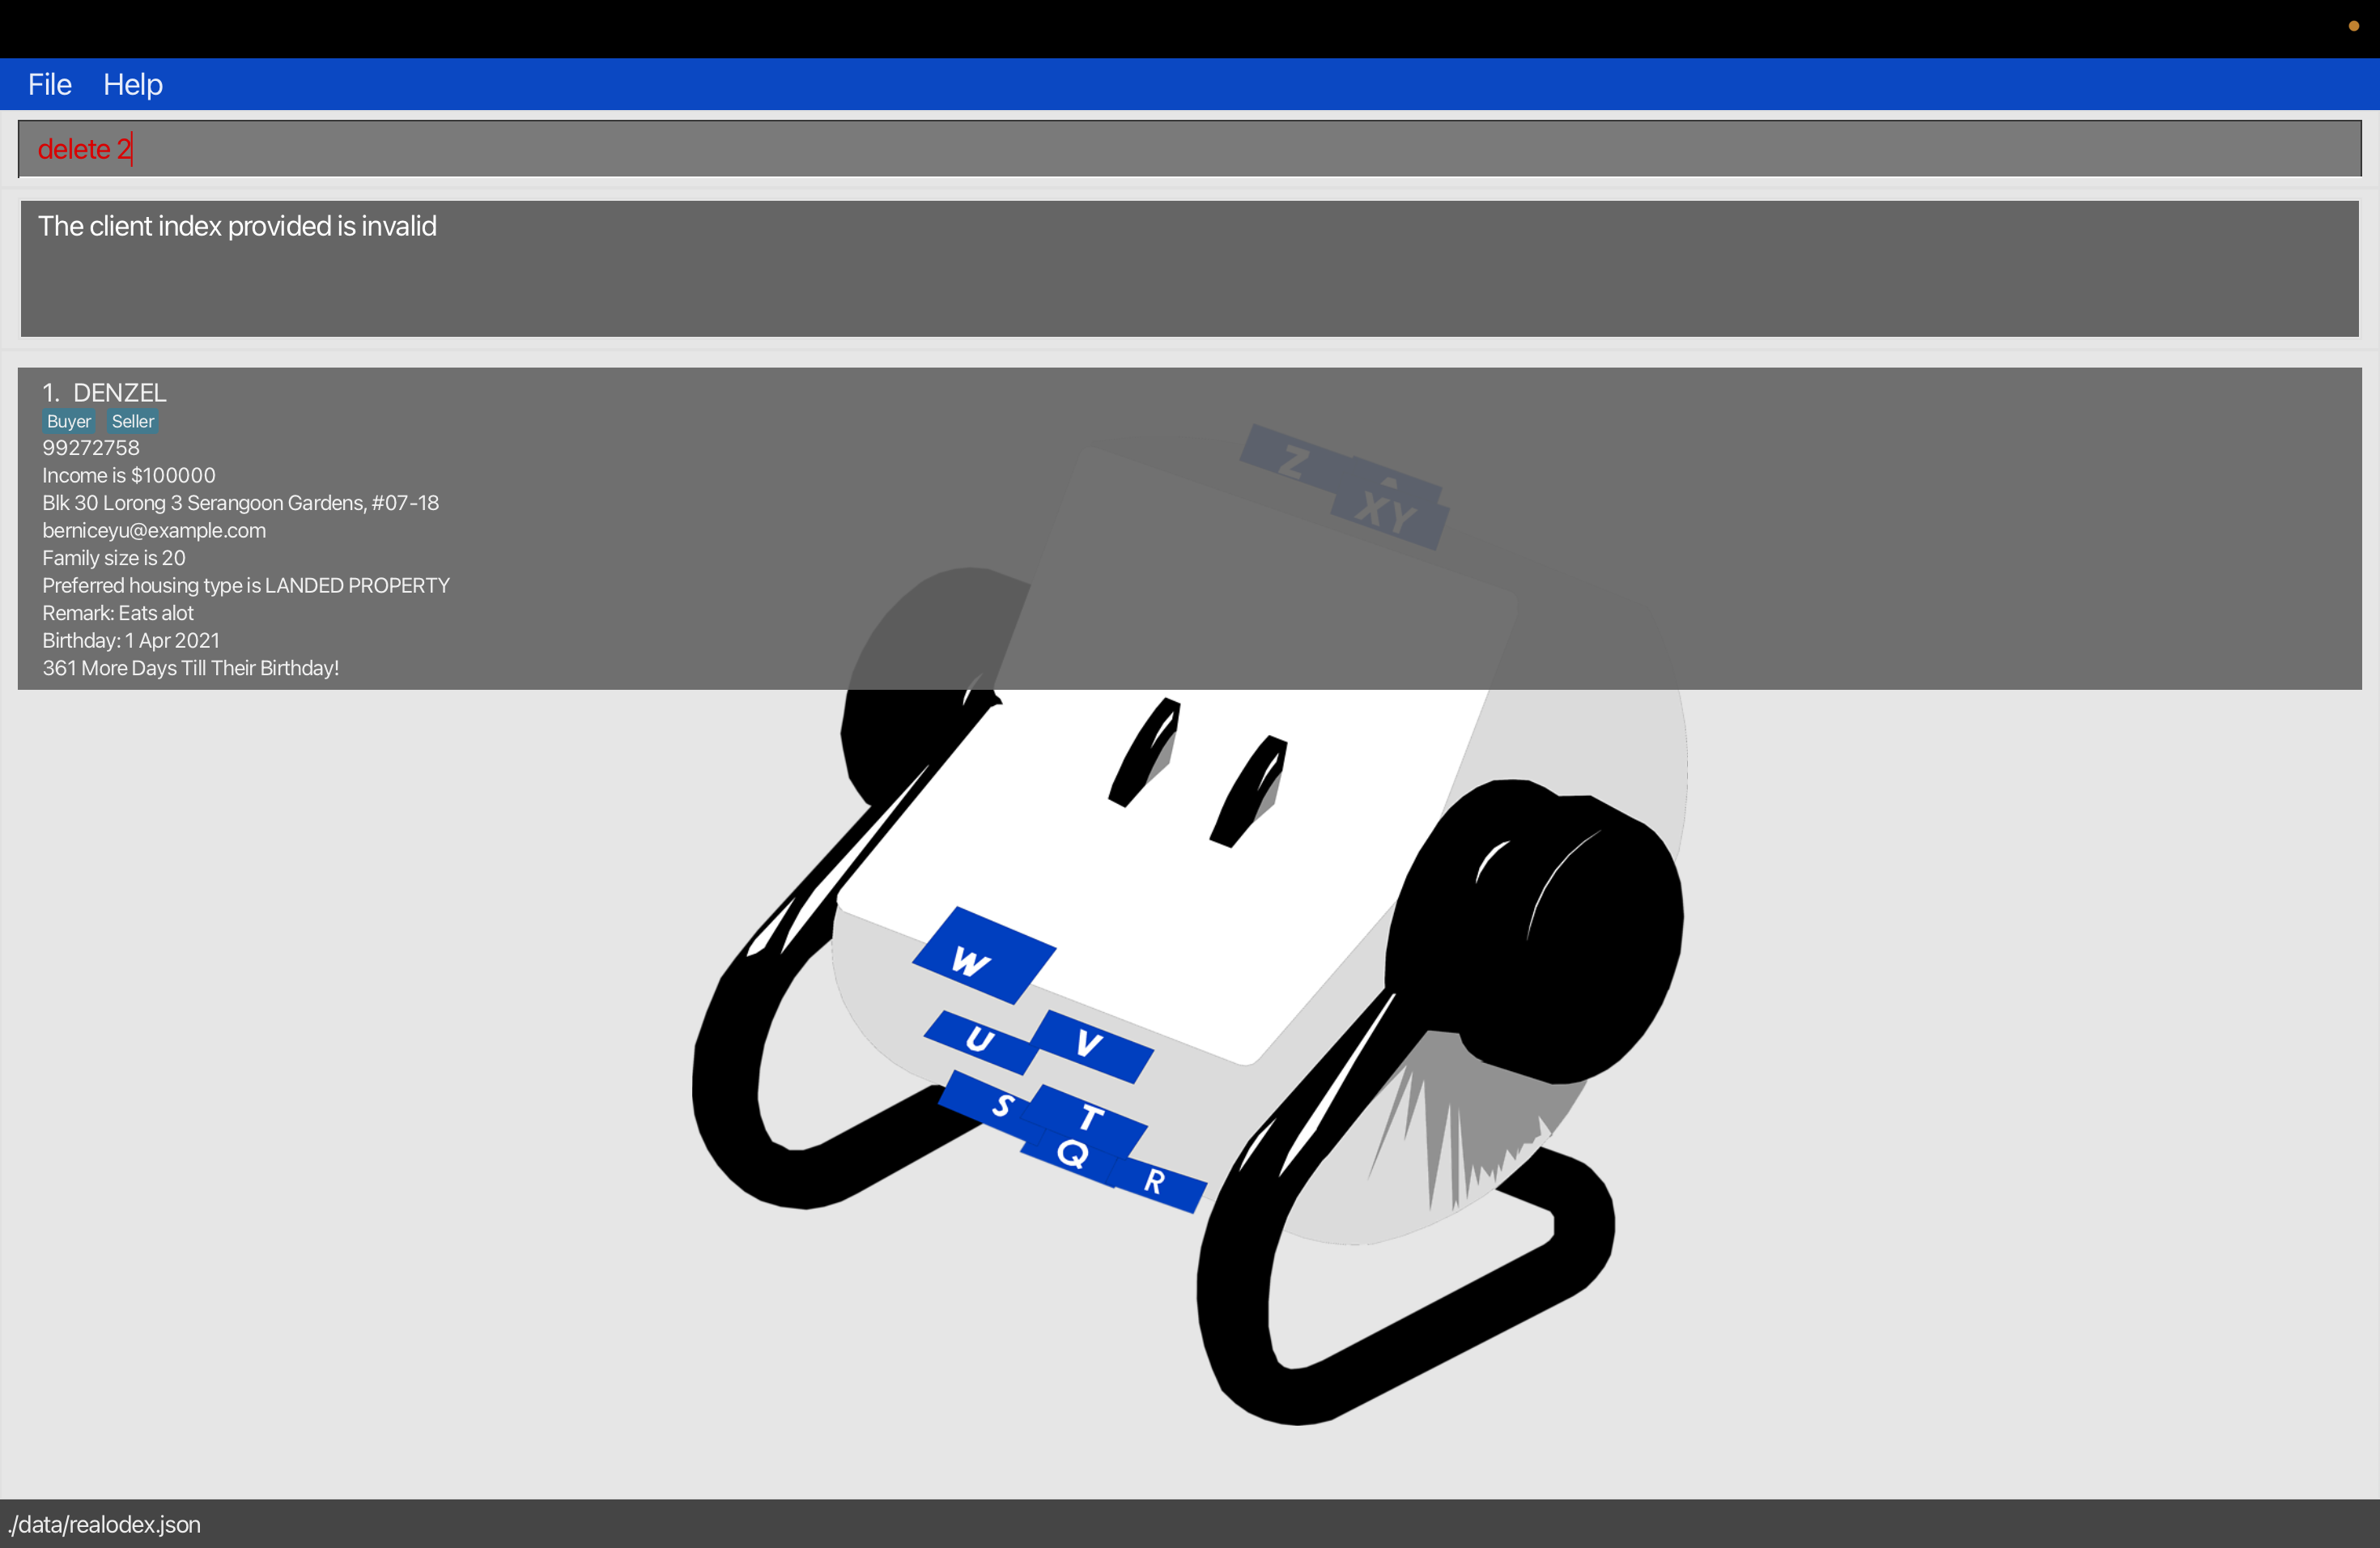 File Help
delete 2
The client index provided is invalid
1. DENZEL
Buyer Seller
99272758
Income is $100000
Blk 30 Lorong 3 Serangoon Gardens, #07-18
berniceyu@example.com
Family size is 20
Preferred housing type is LANDED PROPERTY
Remark: Eats alot
Birthday: 1 Apr 2021
361 More Days Till Their Birthday!
Z
XY
W
U V
S T
Q R
./data/realodex.json